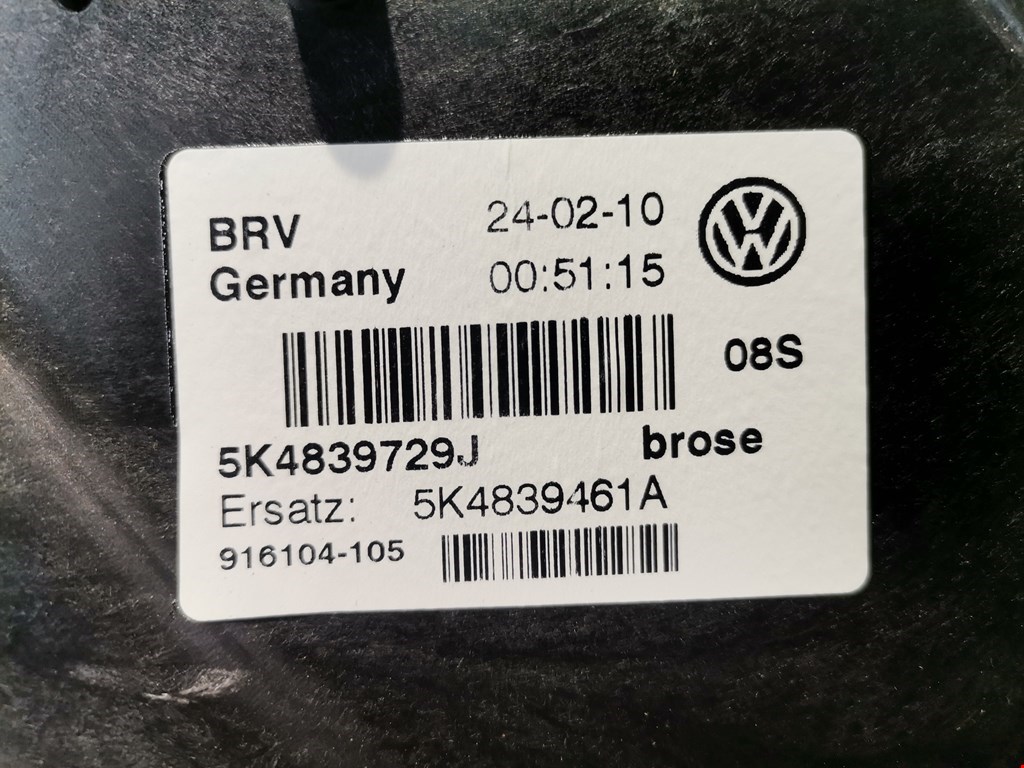 BRV 24-02-10
Germany 00:51:15
08S
5K4839729J brose
Ersatz: 5K4839461A
916104-105